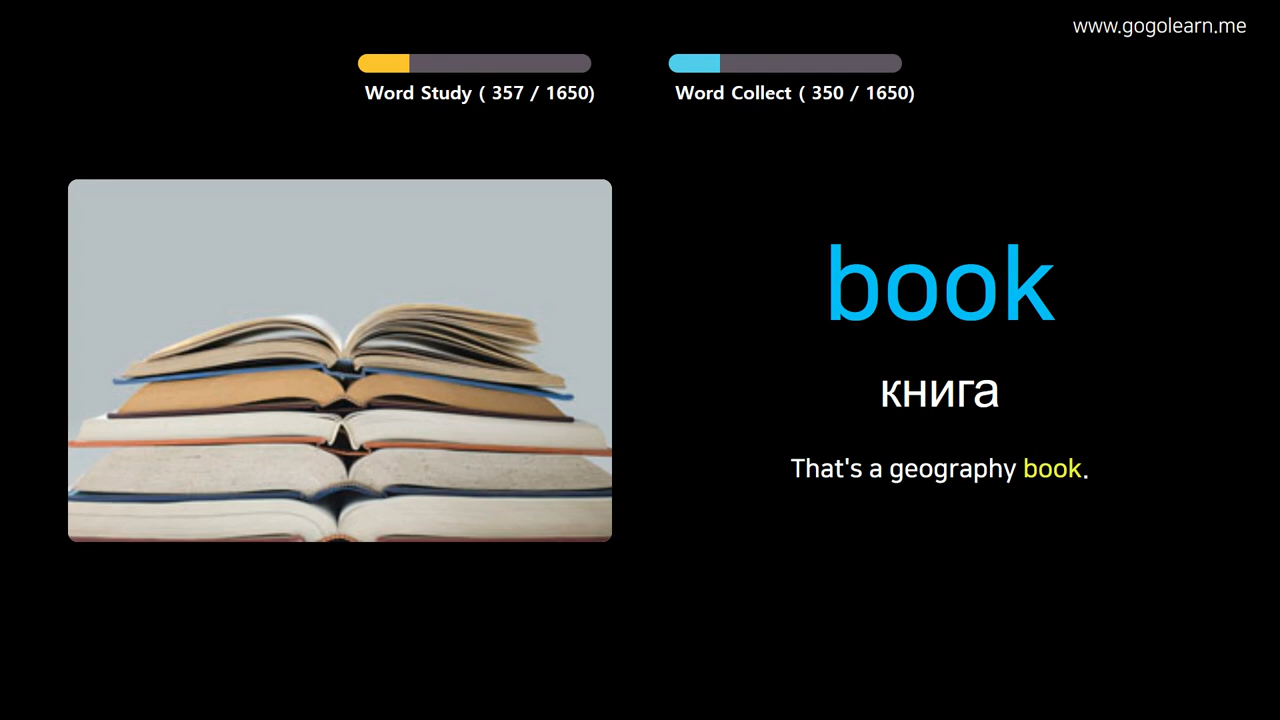 www.gogolearn.me
Word Study ( 357 / 1650)
Word Collect ( 350 / 1650)
book
книга
That's a geography book.